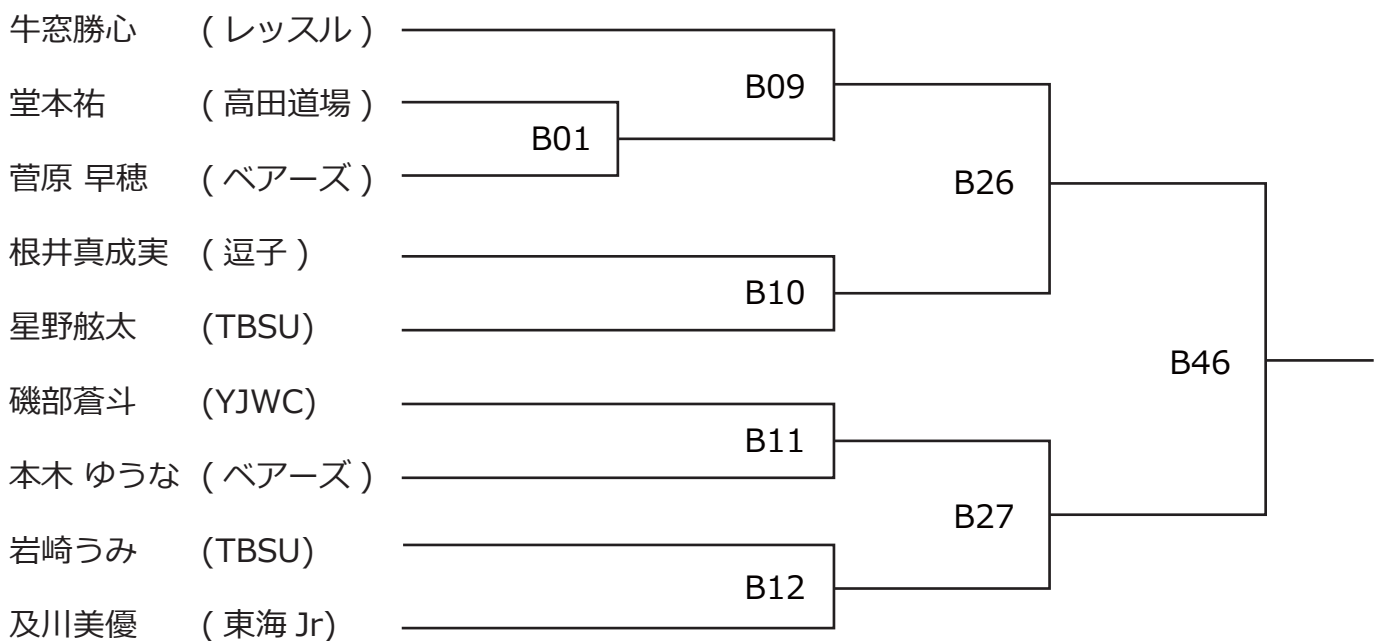 牛窓勝心 ( レッスル )
堂本祐 ( 高田道場 )
菅原 早穂 ( ベアーズ )
根井真成実 ( 逗子 )
星野舷太 (TBSU)
磯部蒼斗 (YJWC)
本木 ゆうな ( ベアーズ )
岩崎うみ (TBSU)
及川美優 ( 東海 Jr)
B01
B09
B10
B11
B12
B26
B27
B46